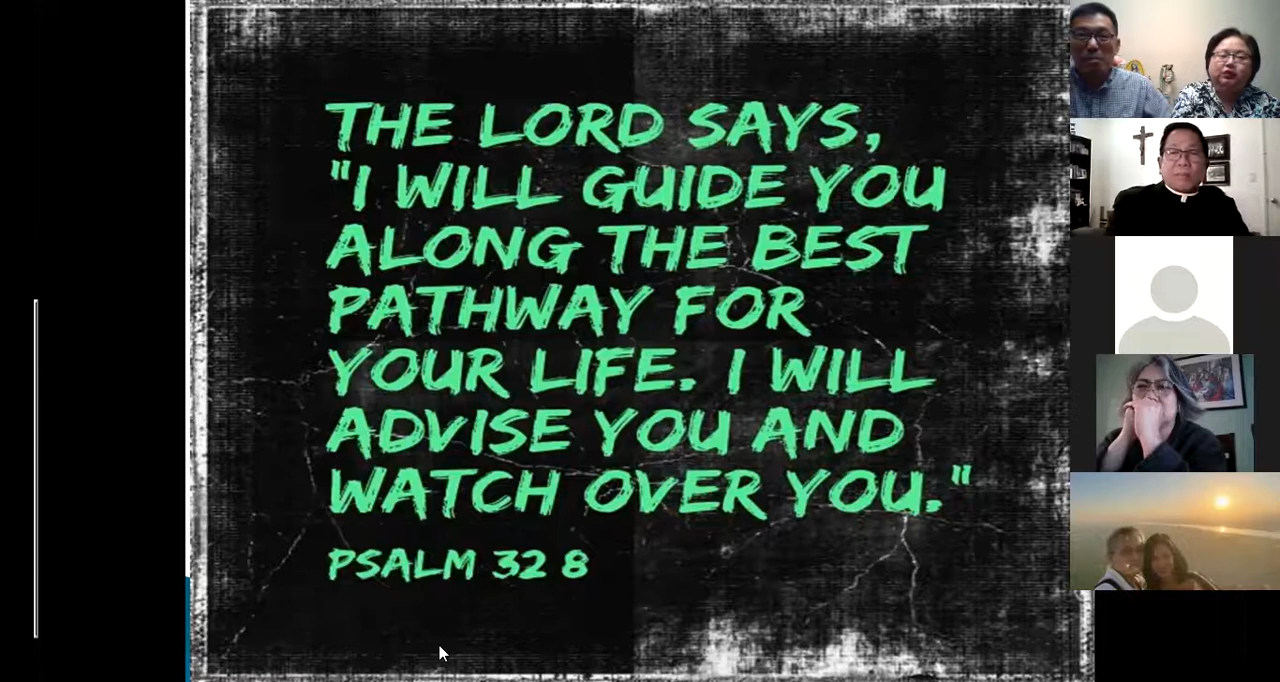 THE LORD SAYS,
"I WILL GUIDE YOU
ALONG THE BEST
PATHWAY FOR
YOUR LIFE. I WILL
ADVISE YOU AND
WATCH OVER YOU."
PSALM 32 8